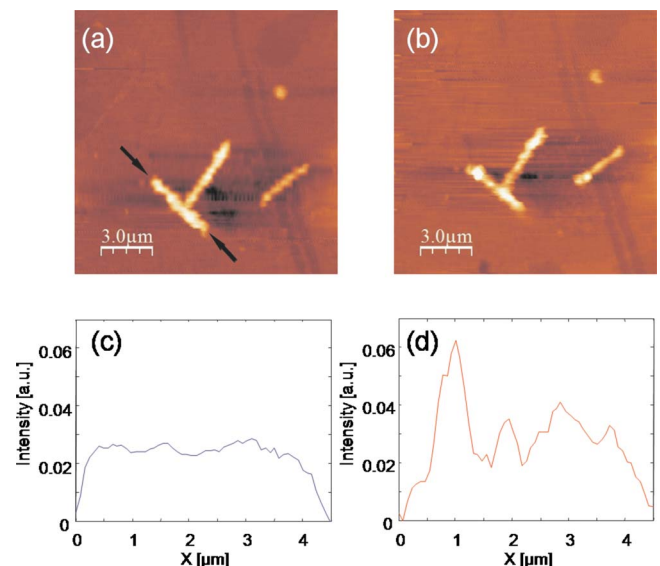 (a)
3.0µm
(b)
3.0µm
(c)
Intensity [a.u.]
0.06
0.04
0.02
0
0 1 2 3 4
X [µm]
(d)
Intensity [a.u.]
0.06
0.04
0.02
0
0 1 2 3 4
X [µm]